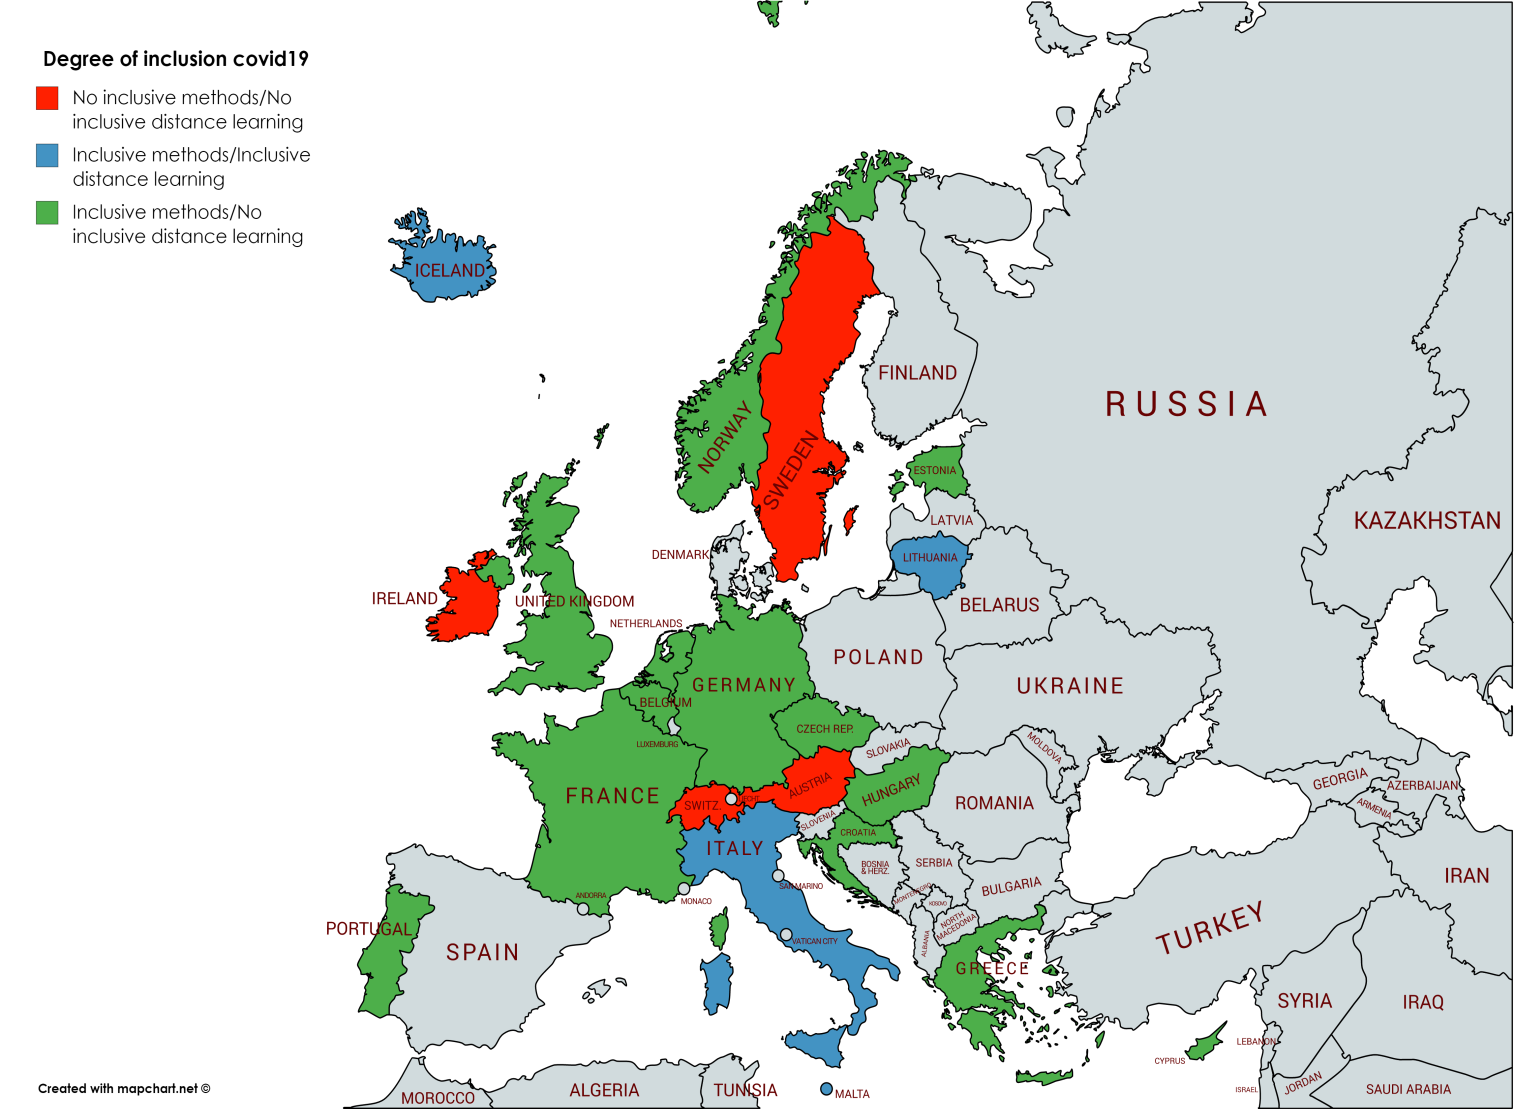 Degree of inclusion covid19
No inclusive methods/No
inclusive distance learning
Inclusive methods/Inclusive
distance learning
Inclusive methods/No
inclusive distance learning
ICELAND
FINLAND
RUSSIA
NORWAY
SWEDEN
ESTONIA
LATVIA
KAZAKHSTAN
DENMARK
LITHUANIA
IRELAND
UNITED KINGDOM
BELARUS
NETHERLANDS
POLAND
GERMANY
UKRAINE
BELGIUM
CZECH REP.
LUXEMBURG
SLOVAKIA
MOLDOVA
FRANCE
SWITZ.
AUSTRIA
HUNGARY
ROMANIA
GEORGIA
AZERBAIJAN
ARMENIA
SLOVENIA
CROATIA
ITALY
BOSNIA
& HERZ.
SERBIA
IRAN
SAN MARINO
BULGARIA
ANDORRA
MONACO
MONTENEGRO
KOSOVO
PORTUGAL
SPAIN
VATICAN CITY
ALBANIA
NORTH
MACEDONIA
TURKEY
GREECE
SYRIA
IRAQ
LEBANON
CYPRUS
Created with mapchart.net ©
MOROCCO
ALGERIA
TUNISIA
MALTA
ISRAEL
JORDAN
SAUDI ARABIA